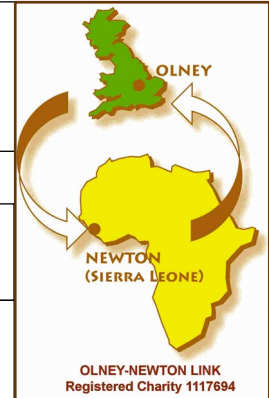 OLNEY
NEWTON
(SIERRA LEONE)
OLNEY-NEWTON LINK
Registered Charity 1117694